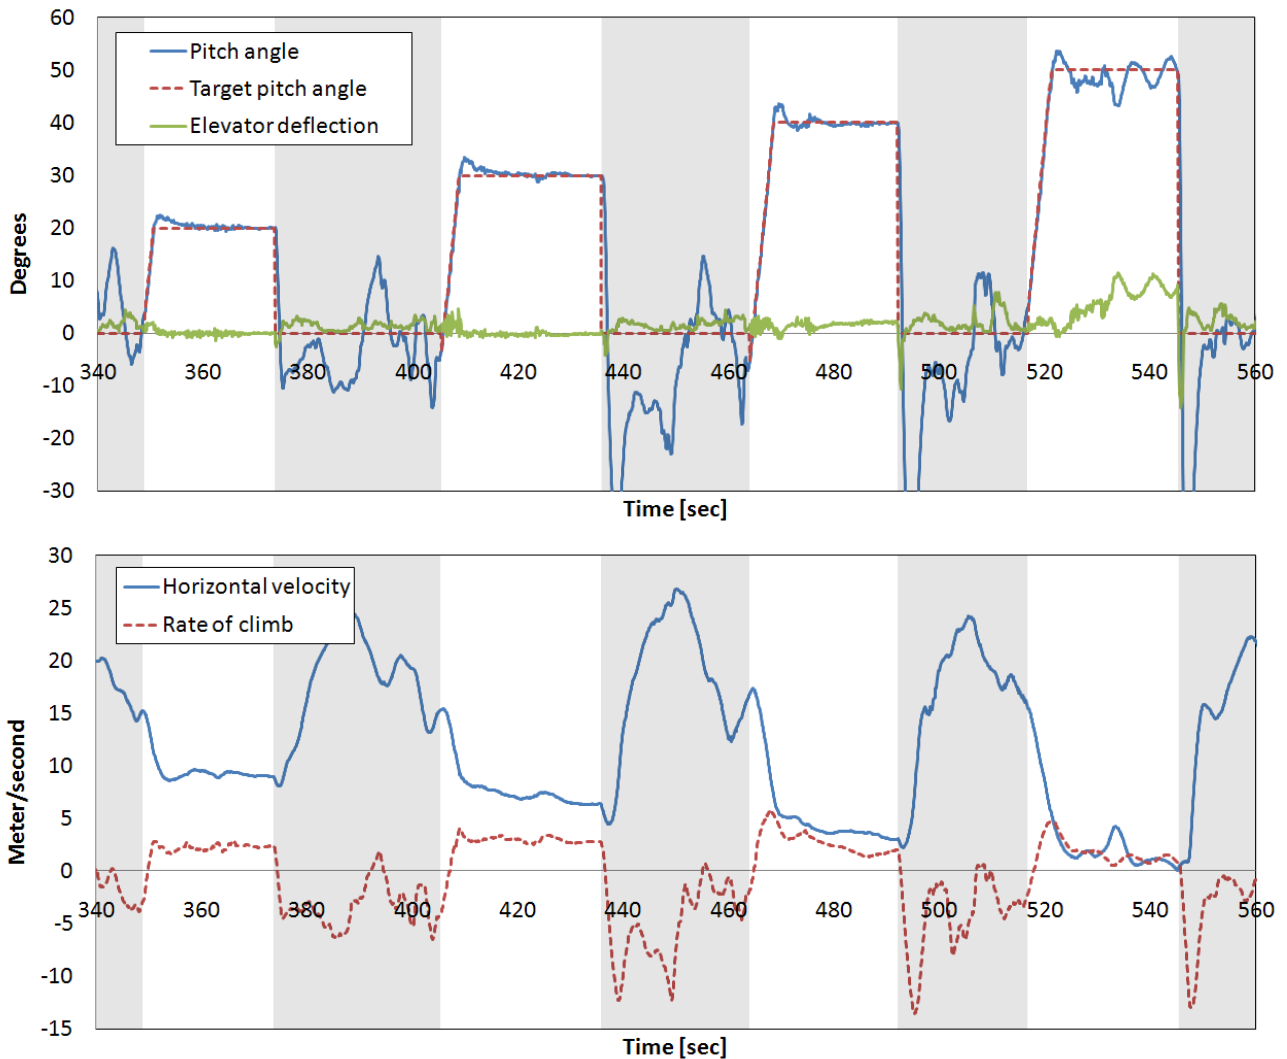 60
50
40
30
20
10
0
-10
-20
-30
Degrees
Pitch angle
Target pitch angle
Elevator deflection
340 360 380 400 420 440 460 480 500 520 540 560
Time [sec]
30
25
20
15
10
5
0
-5
-10
-15
Meter/second
Horizontal velocity
Rate of climb
340 360 380 400 420 440 460 480 500 520 540 560
Time [sec]